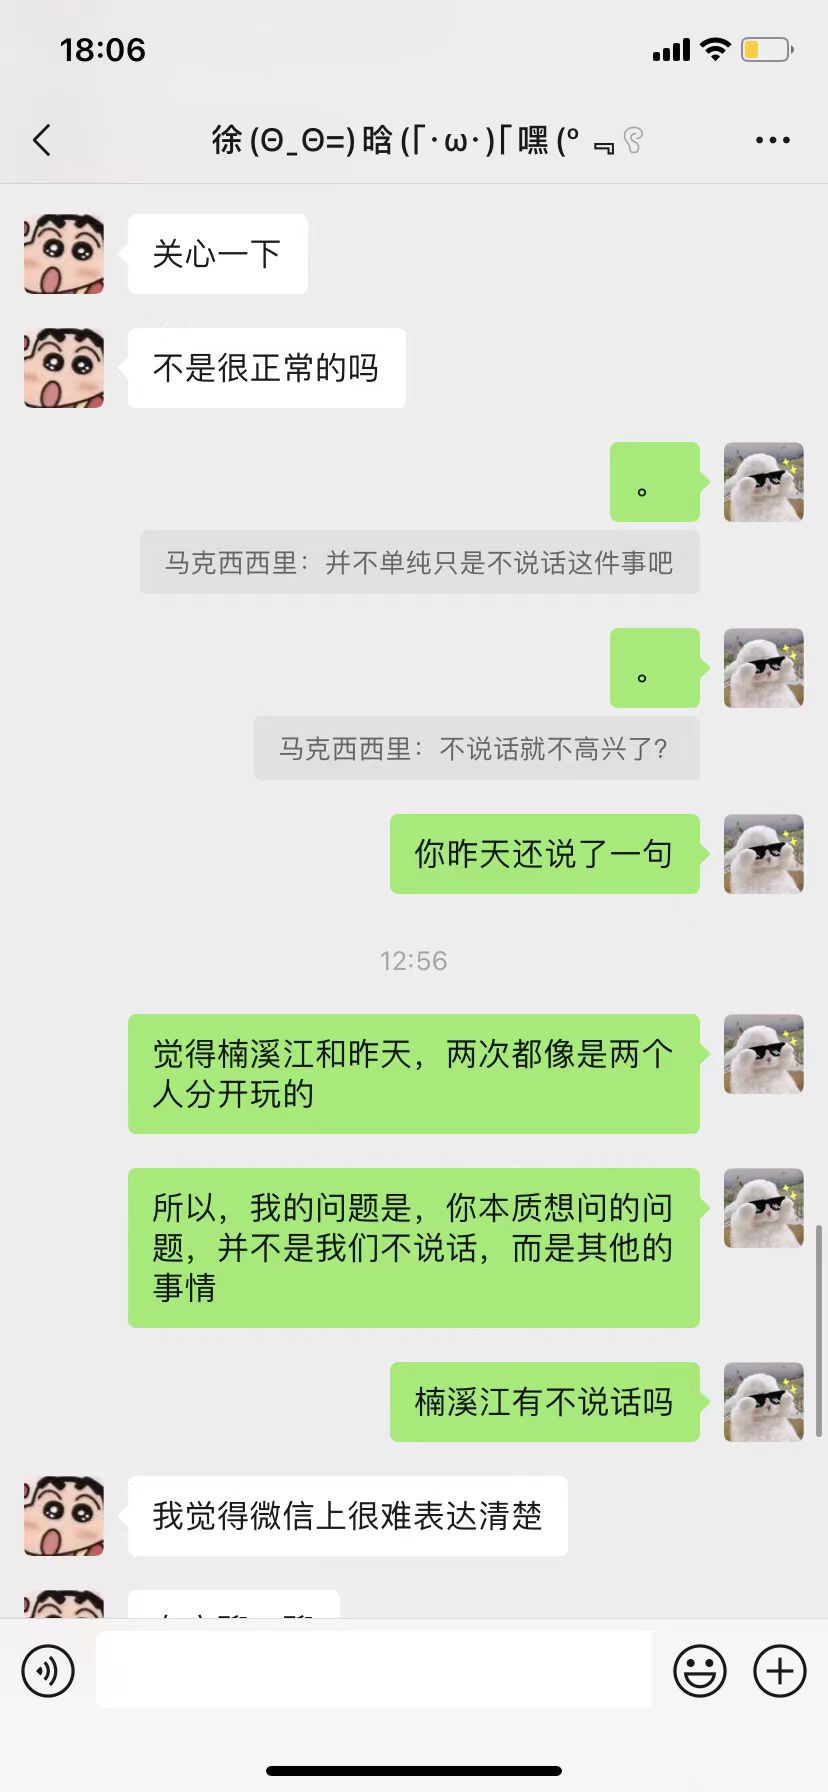 18:06
徐(Θ_Θ=)晗(｢･ω･)｢嘿(º﹃
关心一下
不是很正常的吗
。
马克西西里：并不单纯只是不说话这件事吧
。
马克西西里：不说话就不高兴了？
你昨天还说了一句
12:56
觉得楠溪江和昨天，两次都像是两个
人分开玩的
所以，我的问题是，你本质想问的问
题，并不是我们不说话，而是其他的
事情
楠溪江有不说话吗
我觉得微信上很难表达清楚